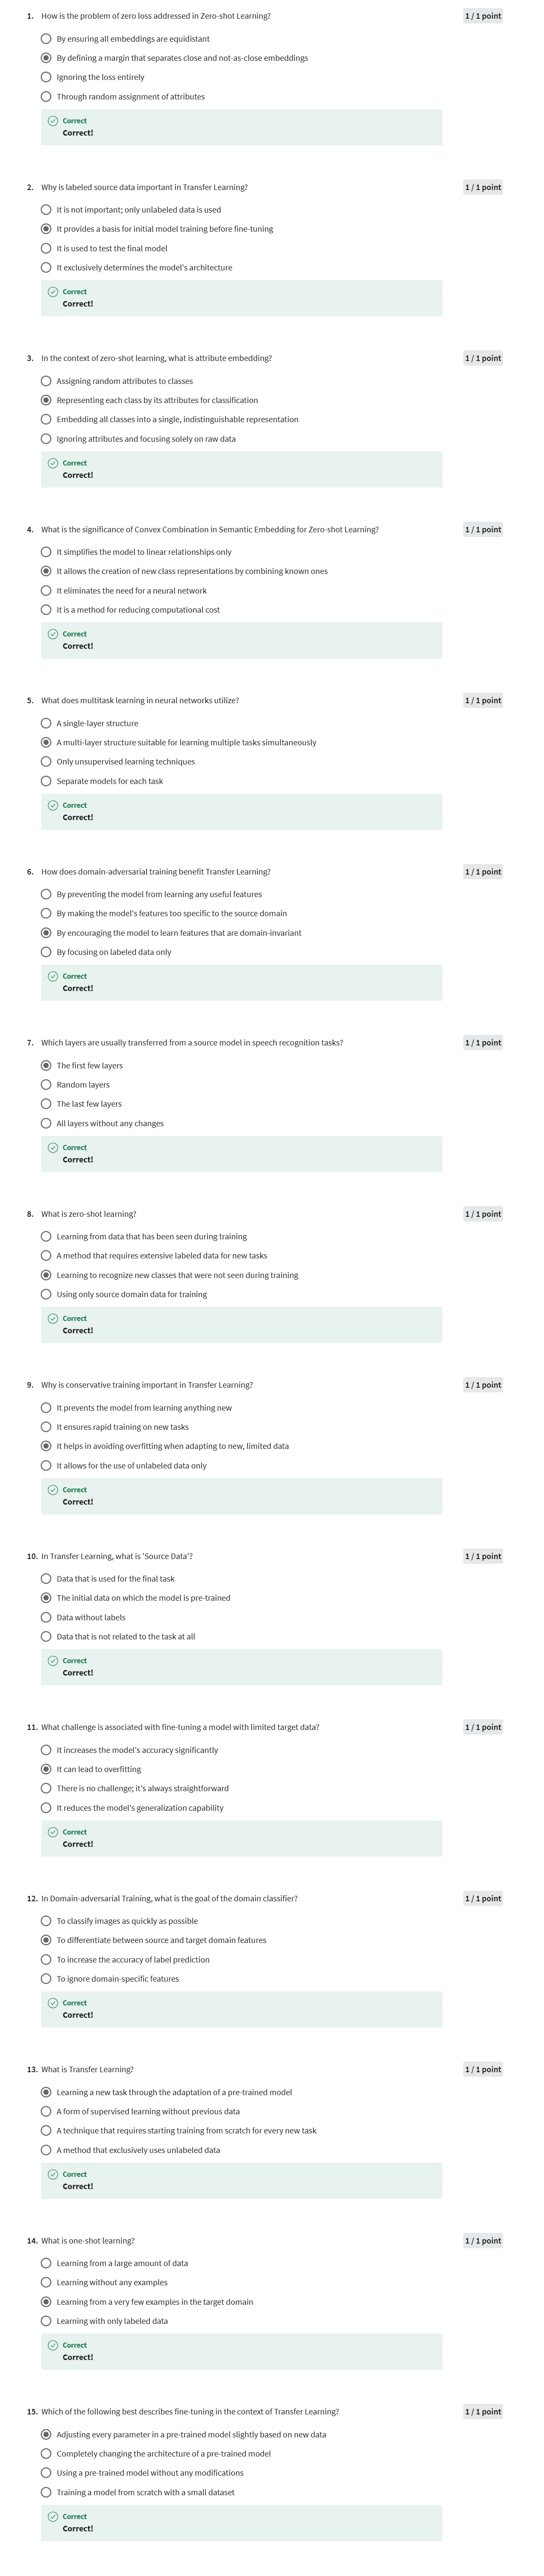 1. How is the problem of zero loss addressed in Zero-shot Learning? 1 / 1 point
By ensuring all embeddings are equidistant
By defining a margin that separates close and not-as-close embeddings
Ignoring the loss entirely
Through random assignment of attributes
Correct
Correct!
2. Why is labeled source data important in Transfer Learning? 1 / 1 point
It is not important; only unlabeled data is used
It provides a basis for initial model training before fine-tuning
It is used to test the final model
It exclusively determines the model's architecture
Correct
Correct!
3. In the context of zero-shot learning, what is attribute embedding? 1 / 1 point
Assigning random attributes to classes
Representing each class by its attributes for classification
Embedding all classes into a single, indistinguishable representation
Ignoring attributes and focusing solely on raw data
Correct
Correct!
4. What is the significance of Convex Combination in Semantic Embedding for Zero-shot Learning? 1 / 1 point
It simplifies the model to linear relationships only
It allows the creation of new class representations by combining known ones
It eliminates the need for a neural network
It is a method for reducing computational cost
Correct
Correct!
5. What does multitask learning in neural networks utilize? 1 / 1 point
A single-layer structure
A multi-layer structure suitable for learning multiple tasks simultaneously
Only unsupervised learning techniques
Separate models for each task
Correct
Correct!
6. How does domain-adversarial training benefit Transfer Learning? 1 / 1 point
By preventing the model from learning any useful features
By making the model's features too specific to the source domain
By encouraging the model to learn features that are domain-invariant
By focusing on labeled data only
Correct
Correct!
7. Which layers are usually transferred from a source model in speech recognition tasks? 1 / 1 point
The first few layers
Random layers
The last few layers
All layers without any changes
Correct
Correct!
8. What is zero-shot learning? 1 / 1 point
Learning from data that has been seen during training
A method that requires extensive labeled data for new tasks
Learning to recognize new classes that were not seen during training
Using only source domain data for training
Correct
Correct!
9. Why is conservative training important in Transfer Learning? 1 / 1 point
It prevents the model from learning anything new
It ensures rapid training on new tasks
It helps in avoiding overfitting when adapting to new, limited data
It allows for the use of unlabeled data only
Correct
Correct!
10. In Transfer Learning, what is 'Source Data'? 1 / 1 point
Data that is used for the final task
The initial data on which the model is pre-trained
Data without labels
Data that is not related to the task at all
Correct
Correct!
11. What challenge is associated with fine-tuning a model with limited target data? 1 / 1 point
It increases the model's accuracy significantly
It can lead to overfitting
There is no challenge; it's always straightforward
It reduces the model's generalization capability
Correct
Correct!
12. In Domain-adversarial Training, what is the goal of the domain classifier? 1 / 1 point
To classify images as quickly as possible
To differentiate between source and target domain features
To increase the accuracy of label prediction
To ignore domain-specific features
Correct
Correct!
13. What is Transfer Learning? 1 / 1 point
Learning a new task through the adaptation of a pre-trained model
A form of supervised learning without previous data
A technique that requires starting training from scratch for every new task
A method that exclusively uses unlabeled data
Correct
Correct!
14. What is one-shot learning? 1 / 1 point
Learning from a large amount of data
Learning without any examples
Learning from a very few examples in the target domain
Learning with only labeled data
Correct
Correct!
15. Which of the following best describes fine-tuning in the context of Transfer Learning? 1 / 1 point
Adjusting every parameter in a pre-trained model slightly based on new data
Completely changing the architecture of a pre-trained model
Using a pre-trained model without any modifications
Training a model from scratch with a small dataset
Correct
Correct!